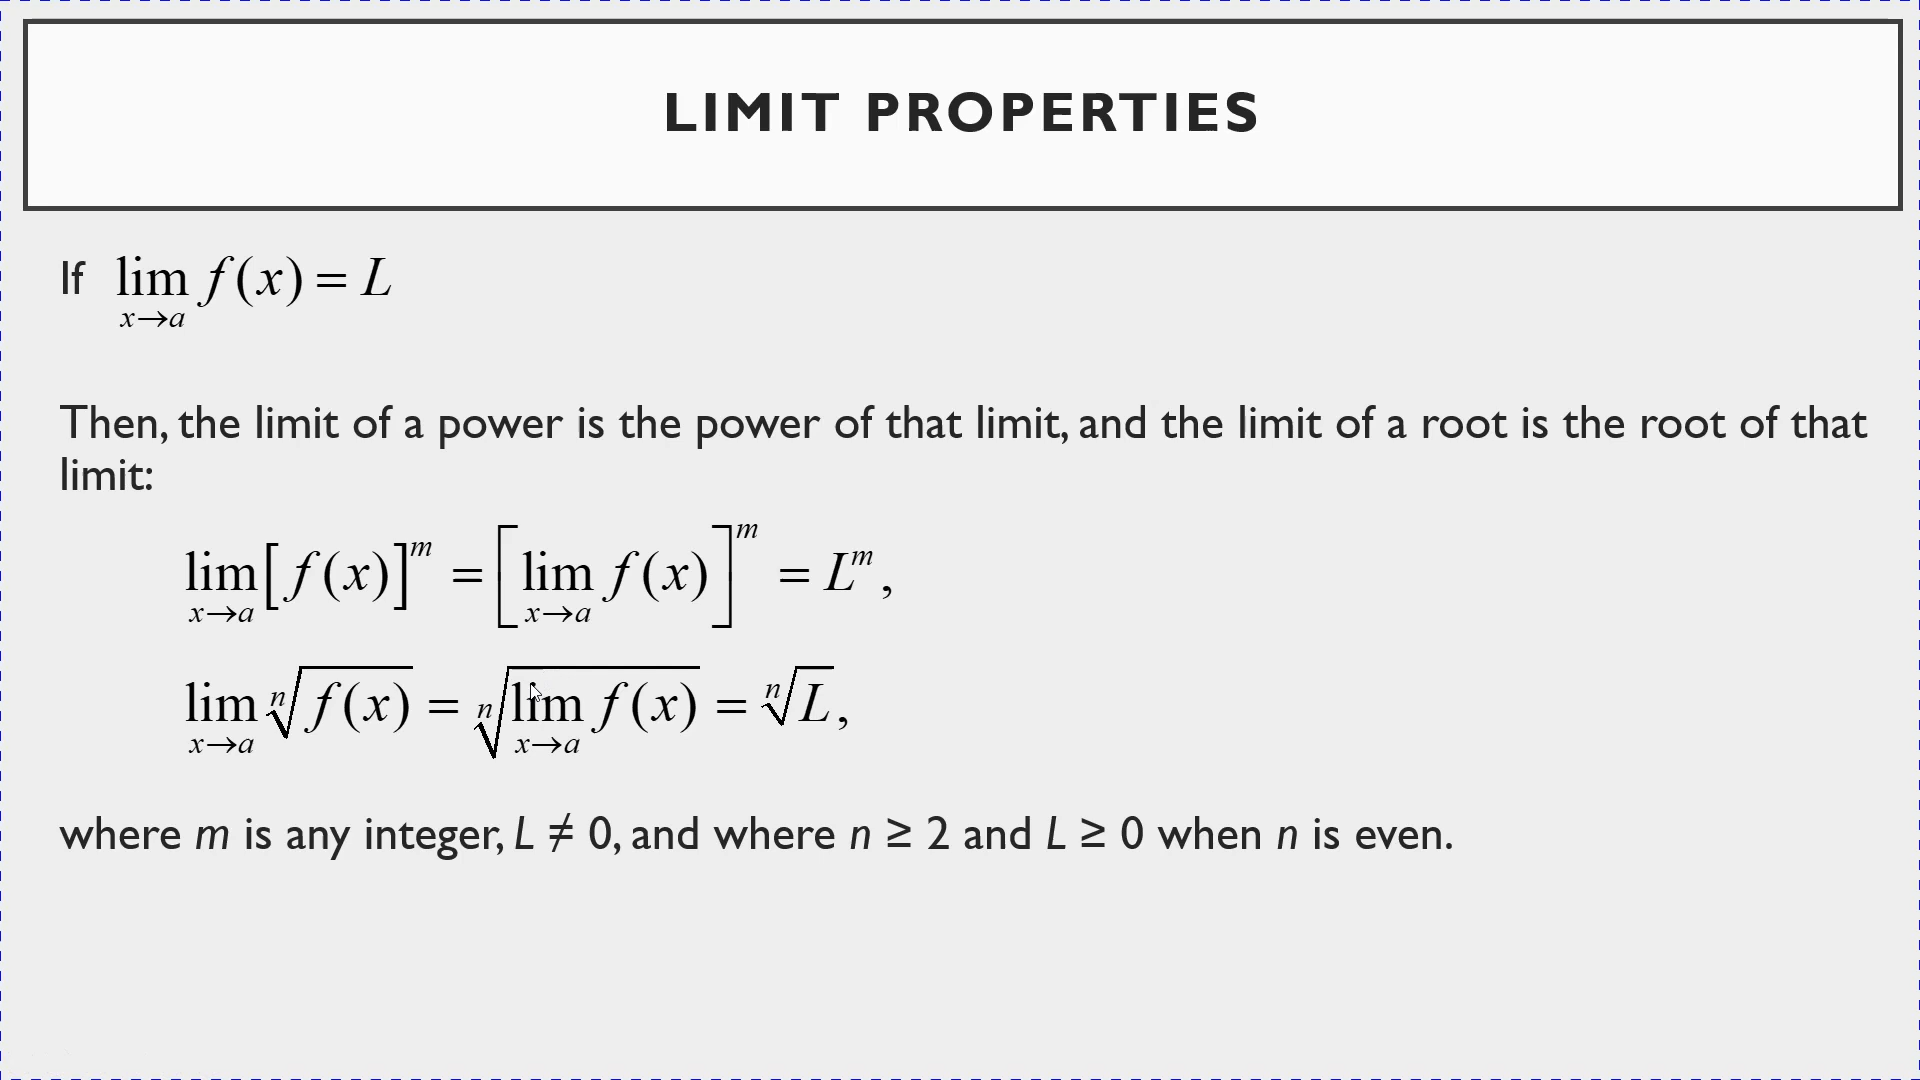 LIMIT PROPERTIES
If lim_{x→a} f(x) = L
Then, the limit of a power is the power of that limit, and the limit of a root is the root of that
limit:
lim_{x→a} [f(x)]^m = [lim_{x→a} f(x)]^m = L^m,
lim_{x→a} ⁿ√f(x) = ⁿ√(lim_{x→a} f(x)) = ⁿ√L,
where m is any integer, L ≠ 0, and where n ≥ 2 and L ≥ 0 when n is even.